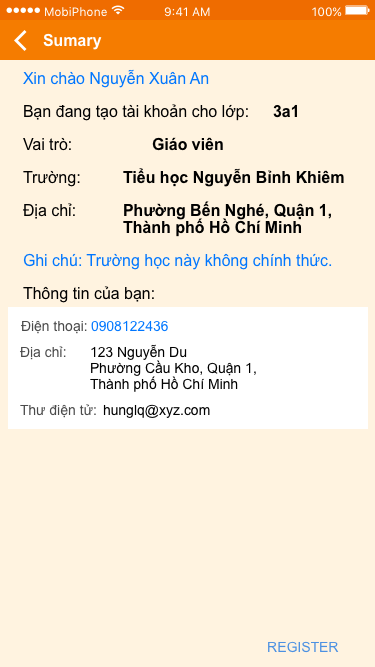 MobiPhone 9:41 AM 100%
Sumary
Xin chào Nguyễn Xuân An
Bạn đang tạo tài khoản cho lớp: 3a1
Vai trò: Giáo viên
Trường: Tiểu học Nguyễn Bỉnh Khiêm
Địa chỉ: Phường Bến Nghé, Quận 1,
Thành phố Hồ Chí Minh
Ghi chú: Trường học này không chính thức.
Thông tin của bạn:
Điện thoại: 0908122436
Địa chỉ: 123 Nguyễn Du
Phường Cầu Kho, Quận 1,
Thành phố Hồ Chí Minh
Thư điện tử: hunglq@xyz.com
REGISTER